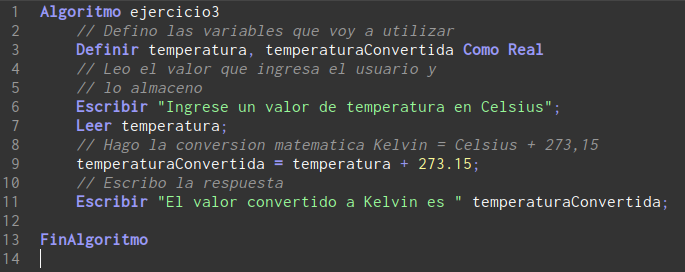 1 Algoritmo ejercicio3
2 // Defino las variables que voy a utilizar
3 Definir temperatura, temperaturaConvertida Como Real
4 // Leo el valor que ingresa el usuario y
5 // lo almaceno
6 Escribir "Ingrese un valor de temperatura en Celsius";
7 Leer temperatura;
8 // Hago la conversion matematica Kelvin = Celsius + 273,15
9 temperaturaConvertida = temperatura + 273.15;
10 // Escribo la respuesta
11 Escribir "El valor convertido a Kelvin es " temperaturaConvertida;
12
13 FinAlgoritmo
14